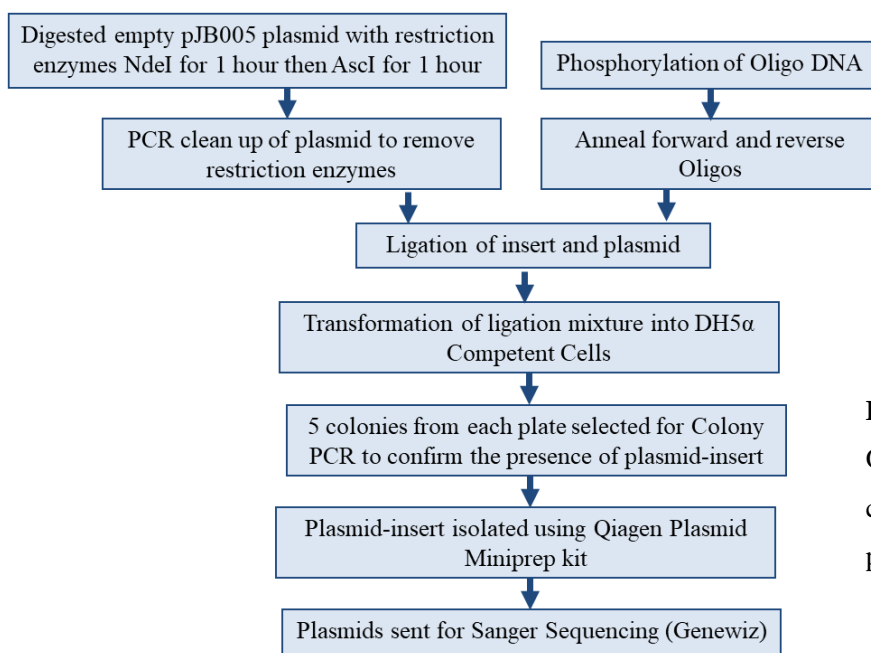 Digested empty pJB005 plasmid with restriction
enzymes NdeI for 1 hour then AscI for 1 hour
Phosphorylation of Oligo DNA
PCR clean up of plasmid to remove
restriction enzymes
Anneal forward and reverse
Oligos
Ligation of insert and plasmid
Transformation of ligation mixture into DH5α
Competent Cells
5 colonies from each plate selected for Colony
PCR to confirm the presence of plasmid-insert
Plasmid-insert isolated using Qiagen Plasmid
Miniprep kit
Plasmids sent for Sanger Sequencing (Genewiz)